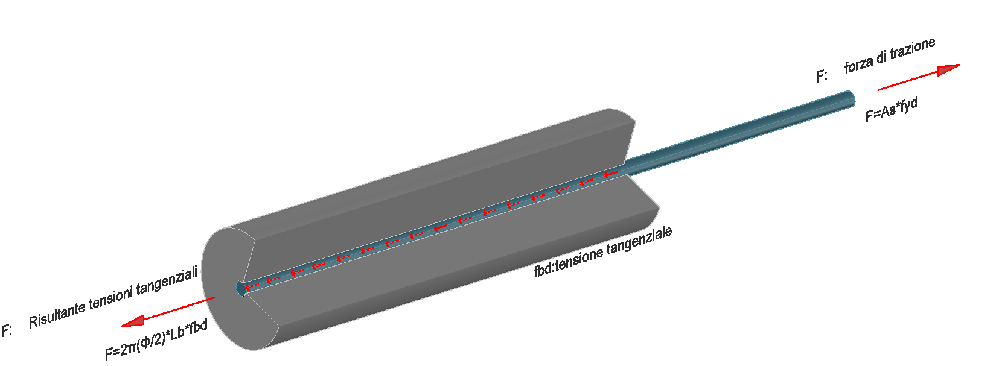 F: forza di trazione
F=As*fyd
fbd:tensione tangenziale
F: Risultante tensioni tangenziali
F=2π(Φ/2)*Lb*fbd